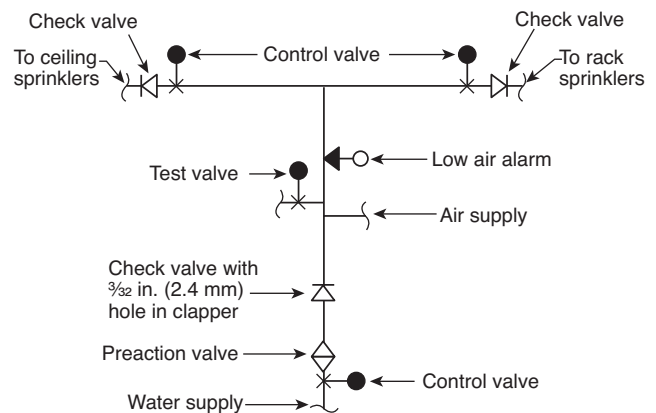 Check valve
Check valve
To ceiling
sprinklers
Control valve
To rack
sprinklers
Test valve
Low air alarm
Air supply
Check valve with
3⁄32 in. (2.4 mm)
hole in clapper
Preaction valve
Control valve
Water supply